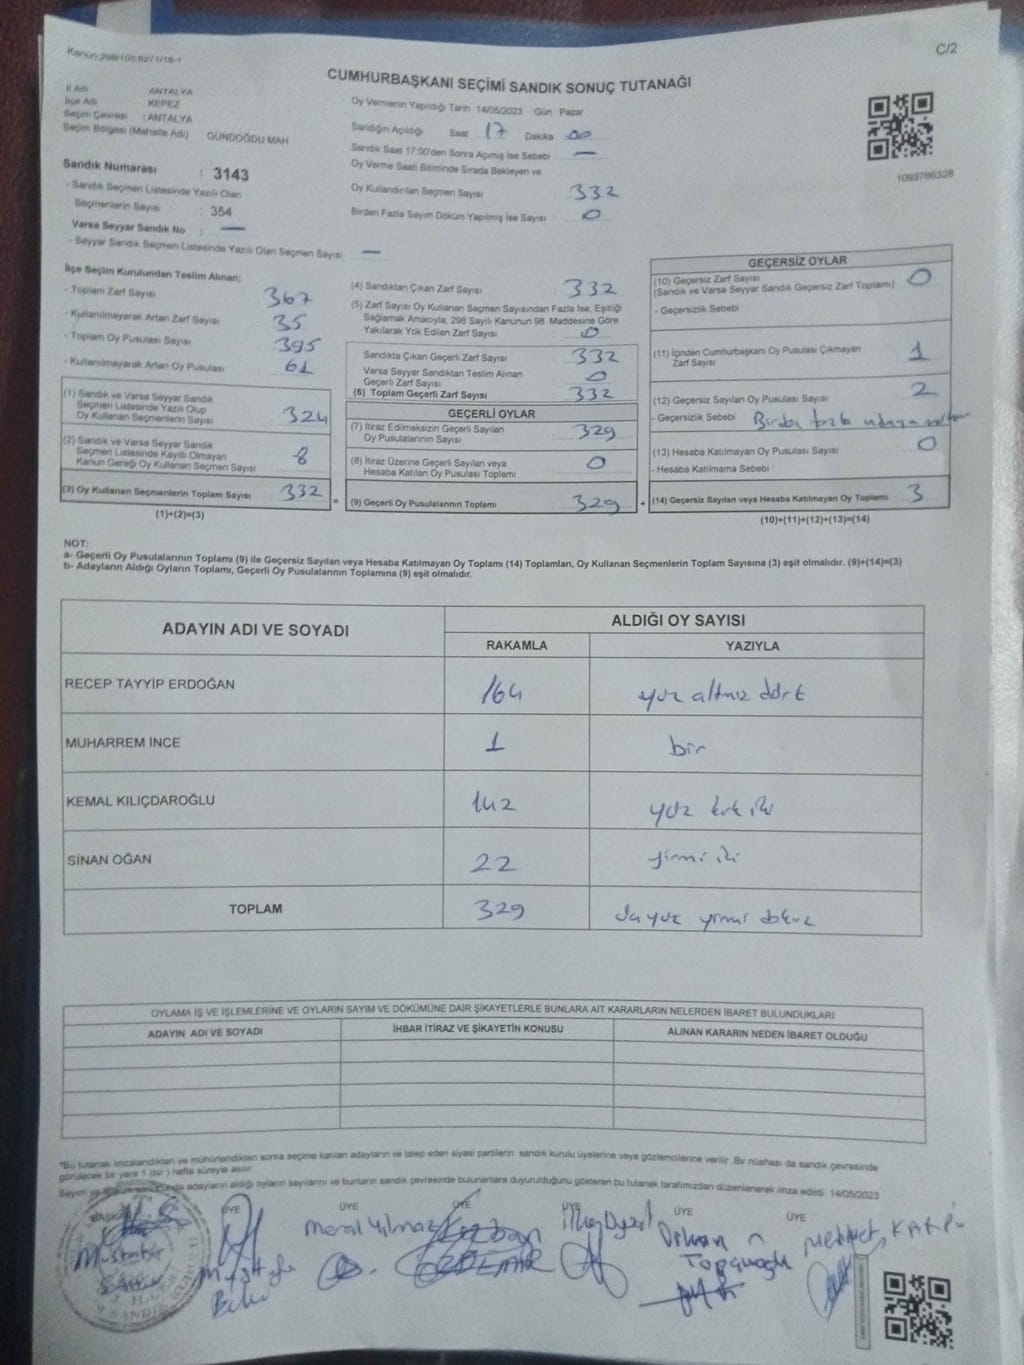 Kanun:298/105,6271/18-1
C/2
CUMHURBAŞKANI SEÇİMİ SANDIK SONUÇ TUTANAĞI
İl Adı ANTALYA
İlçe Adı KEPEZ
Seçim Çevresi : ANTALYA
Seçim Bölgesi (Mahalle Adı) GÜNDOĞDU MAH
Sandık Numarası : 3143
- Sandık Seçmen Listesinde Yazılı Olan
Seçmenlerin Sayısı : 354
Varsa Seyyar Sandık No : —
- Seyyar Sandık Seçmen Listesinde Yazılı Olan Seçmen Sayısı: —
Oy Vermenin Yapıldığı Tarih :14/05/2023 Gün : Pazar
Sandığın Açıldığı Saat 17 Dakika 00
Sandık Saat 17:00'den Sonra Açımış İse Sebebi —
Oy Verme Saati Bitiminde Sırada Bekleyen ve
Oy Kullandırılan Seçmen Sayısı 332
Birden Fazla Sayım Döküm Yapılmış İse Sayısı 0
1093786328
İlçe Seçim Kurulundan Teslim Alınan;
- Toplam Zarf Sayısı 367
- Kullanılmayarak Artan Zarf Sayısı 35
- Toplam Oy Pusulası Sayısı 395
- Kullanılmayarak Artan Oy Pusulası 61
(1) Sandık ve Varsa Seyyar Sandık
Seçmen Listesinde Yazılı Olup
Oy Kullanan Seçmenlerin Sayısı 324
(2) Sandık ve Varsa Seyyar Sandık
Seçmen Listesinde Kayıtlı Olmayan
Kanun Gereği Oy Kullanan Seçmen Sayısı 8
(3) Oy Kullanan Seçmenlerin Toplam Sayısı 332
(1)+(2)=(3)
=
(4) Sandıktan Çıkan Zarf Sayısı 332
(5) Zarf Sayısı Oy Kullanan Seçmen Sayısından Fazla İse, Eşitliği
Sağlamak Amacıyla, 298 Sayılı Kanunun 98. Maddesine Göre
Yakılarak Yok Edilen Zarf Sayısı 0
Sandıkta Çıkan Geçerli Zarf Sayısı 332
Varsa Seyyar Sandıktan Teslim Alınan
Geçerli Zarf Sayısı 0
(6) Toplam Geçerli Zarf Sayısı 332
GEÇERLİ OYLAR
(7) İtiraz Edilmeksizin Geçerli Sayılan
Oy Pusulalarının Sayısı 329
(8) İtiraz Üzerine Geçerli Sayılan veya
Hesaba Katılan Oy Pusulası Toplamı 0
(9) Geçerli Oy Pusulalarının Toplamı 329
+
GEÇERSİZ OYLAR
(10) Geçersiz Zarf Sayısı 0
(Sandık ve Varsa Seyyar Sandık Geçersiz Zarf Toplamı)
- Geçersizlik Sebebi
(11) İçinden Cumhurbaşkanı Oy Pusulası Çıkmayan
Zarf Sayısı 1
(12) Geçersiz Sayılan Oy Pusulası Sayısı 2
- Geçersizlik Sebebi Birden fazla
(13) Hesaba Katılmayan Oy Pusulası Sayısı 0
- Hesaba Katılmama Sebebi
(14) Geçersiz Sayılan veya Hesaba Katılmayan Oy Toplamı 3
(10)+(11)+(12)+(13)=(14)
NOT:
a- Geçerli Oy Pusulalarının Toplamı (9) ile Geçersiz Sayılan veya Hesaba Katılmayan Oy Toplamı (14) Toplamları, Oy Kullanan Seçmenlerin Toplam Sayısına (3) eşit olmalıdır. (9)+(14)=(3)
b- Adayların Aldığı Oyların Toplamı, Geçerli Oy Pusulalarının Toplamına (9) eşit olmalıdır.
ADAYIN ADI VE SOYADI
ALDIĞI OY SAYISI
RAKAMLA YAZIYLA
RECEP TAYYİP ERDOĞAN 164 yüz altmış dört
MUHARREM İNCE 1 bir
KEMAL KILIÇDAROĞLU 142 yüz kırk iki
SİNAN OĞAN 22 yirmi iki
TOPLAM 329 üç yüz yirmi dokuz
OYLAMA İŞ VE İŞLEMLERİNE VE OYLARIN SAYIM VE DÖKÜMÜNE DAİR ŞİKAYETLERLE BUNLARA AİT KARARLARIN NELERDEN İBARET BULUNDUKLARI
ADAYIN ADI VE SOYADI İHBAR İTİRAZ VE ŞİKAYETİN KONUSU ALINAN KARARIN NEDEN İBARET OLDUĞU
*Bu tutanak imzalandıktan ve mühürlendikten sonra seçime katılan adayların ve talep eden siyasi partilerin sandık kurulu üyelerine veya gözlemcilerine verilir. Bir nüshası da sandık çevresinde
görülecek bir yere 1 (bir ) hafta süreyle asılır.
adayların aldığı oyların sayılarını ve bunların sandık çevresinde bulunanlara duyurulduğunu gösteren bu tutanak tarafımızdan düzenlenerek imza edildi. 14/05/2023
BAŞKAN ÜYE ÜYE ÜYE ÜYE ÜYE ÜYE
Mustafa
Meral Yılmaz
Orhan
Topçuoğlu
Mehmet